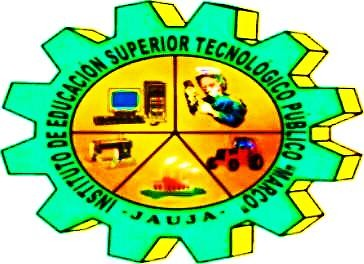 INSTITUTO DE EDUCACIÓN SUPERIOR TECNOLÓGICO PÚBLICO "MARCO"
- JAUJA -